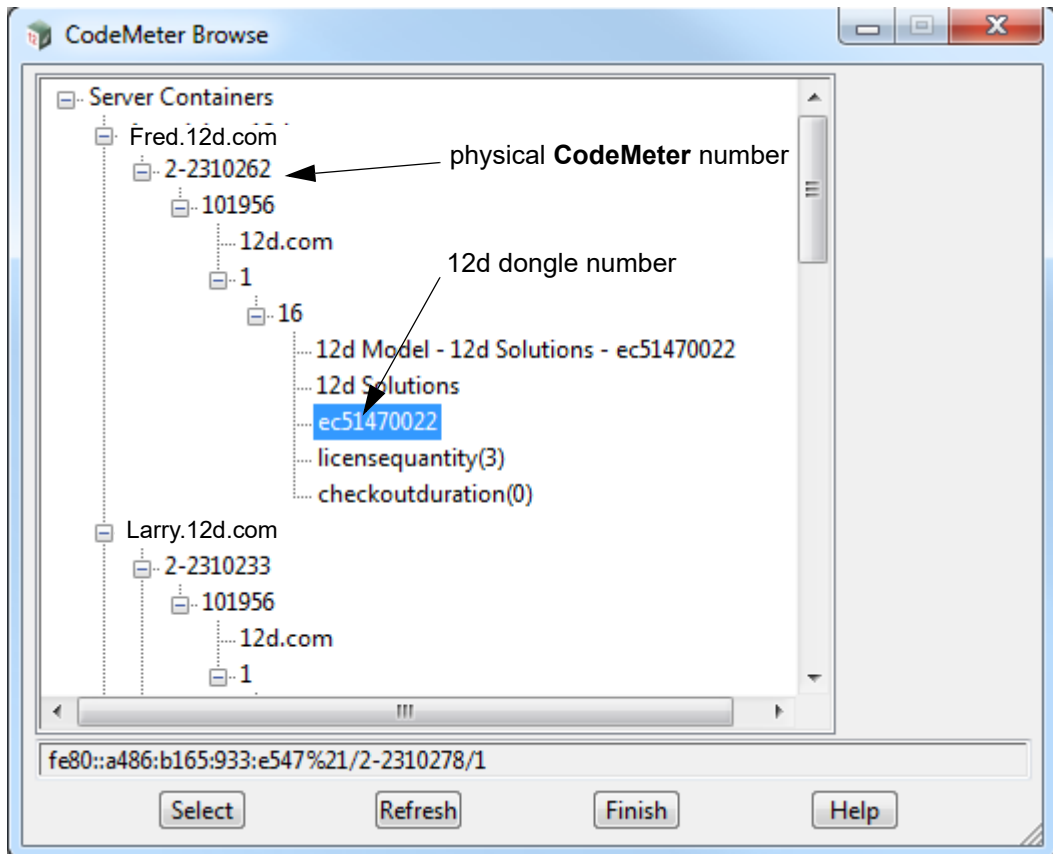 CodeMeter Browse
Server Containers
Fred.12d.com
2-2310262
physical CodeMeter number
101956
12d.com
12d dongle number
1
16
12d Model - 12d Solutions - ec51470022
12d Solutions
ec51470022
licensequantity(3)
checkoutduration(0)
Larry.12d.com
2-2310233
101956
12d.com
1
fe80::a486:b165:933:e547%21/2-2310278/1
Select Refresh Finish Help